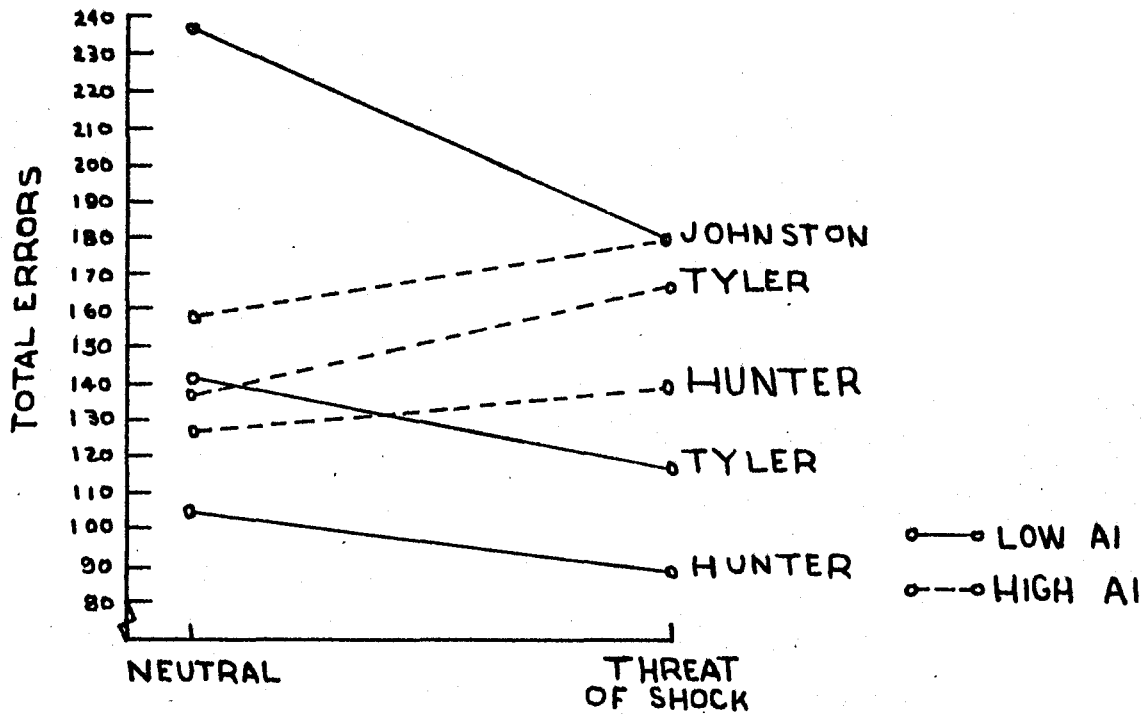 TOTAL ERRORS
240
230
220
210
200
190
180
170
160
150
140
130
120
110
100
90
80
JOHNSTON
TYLER
HUNTER
TYLER
HUNTER
LOW AI
HIGH AI
NEUTRAL
THREAT
OF SHOCK